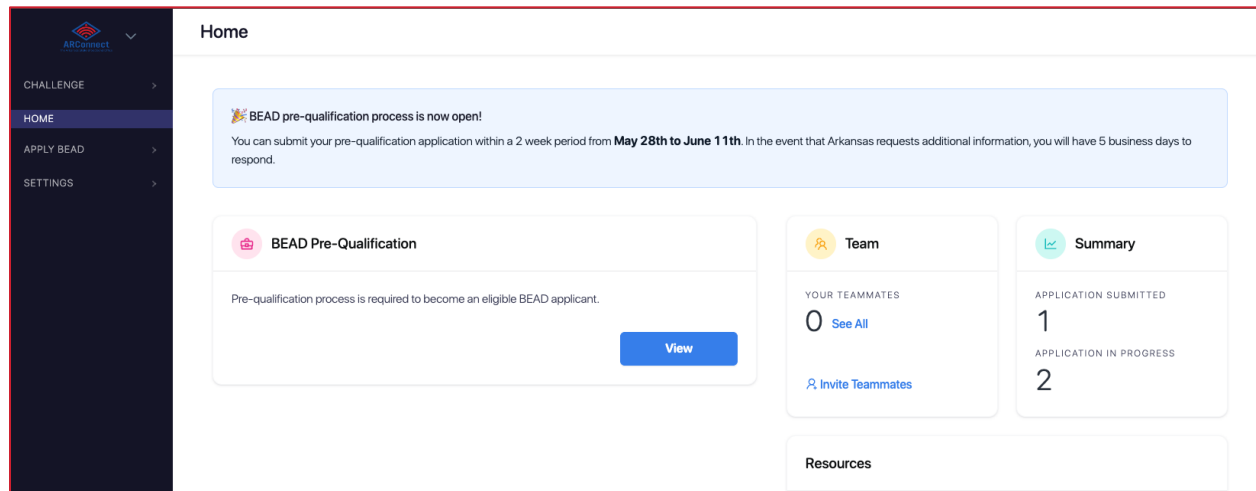 ARConnect
Home
CHALLENGE
HOME
APPLY BEAD
SETTINGS
🎉 BEAD pre-qualification process is now open!
You can submit your pre-qualification application within a 2 week period from May 28th to June 11th. In the event that Arkansas requests additional information, you will have 5 business days to
respond.
BEAD Pre-Qualification
Pre-qualification process is required to become an eligible BEAD applicant.
View
Team
YOUR TEAMMATES
0 See All
Invite Teammates
Summary
APPLICATION SUBMITTED
1
APPLICATION IN PROGRESS
2
Resources